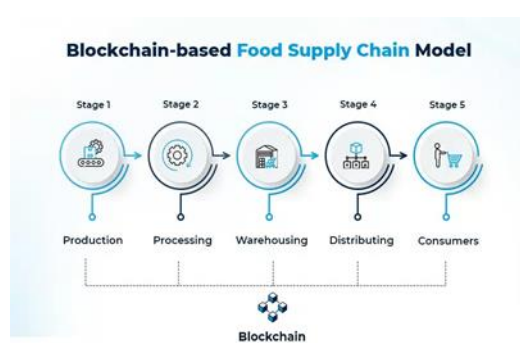 Blockchain-based Food Supply Chain Model
Stage 1 Stage 2 Stage 3 Stage 4 Stage 5
Production Processing Warehousing Distributing Consumers
Blockchain